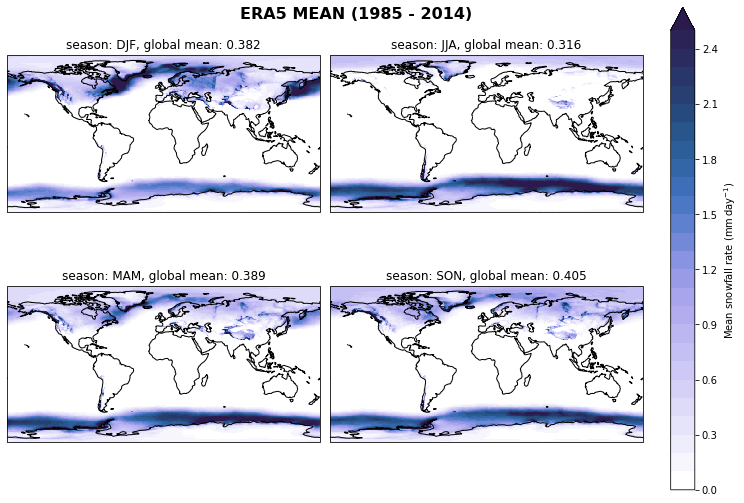 ERA5 MEAN (1985 - 2014)
season: DJF, global mean: 0.382
season: JJA, global mean: 0.316
season: MAM, global mean: 0.389
season: SON, global mean: 0.405
2.4
2.1
1.8
1.5
1.2
0.9
0.6
0.3
0.0
Mean snowfall rate (mm day⁻¹)